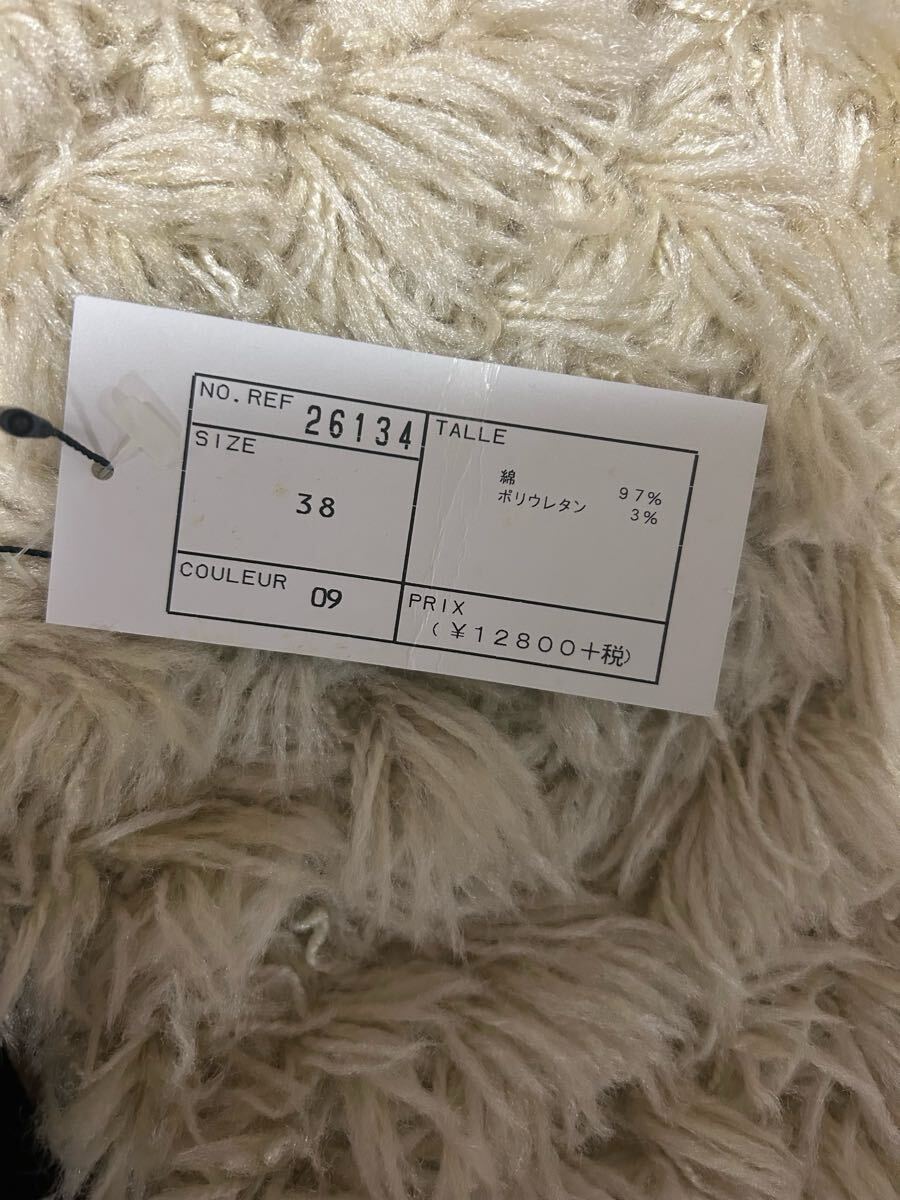 NO.REF 26134
SIZE
38
COULEUR 09
TALLE
綿 97%
ポリウレタン 3%
PRIX
(¥12800+税)